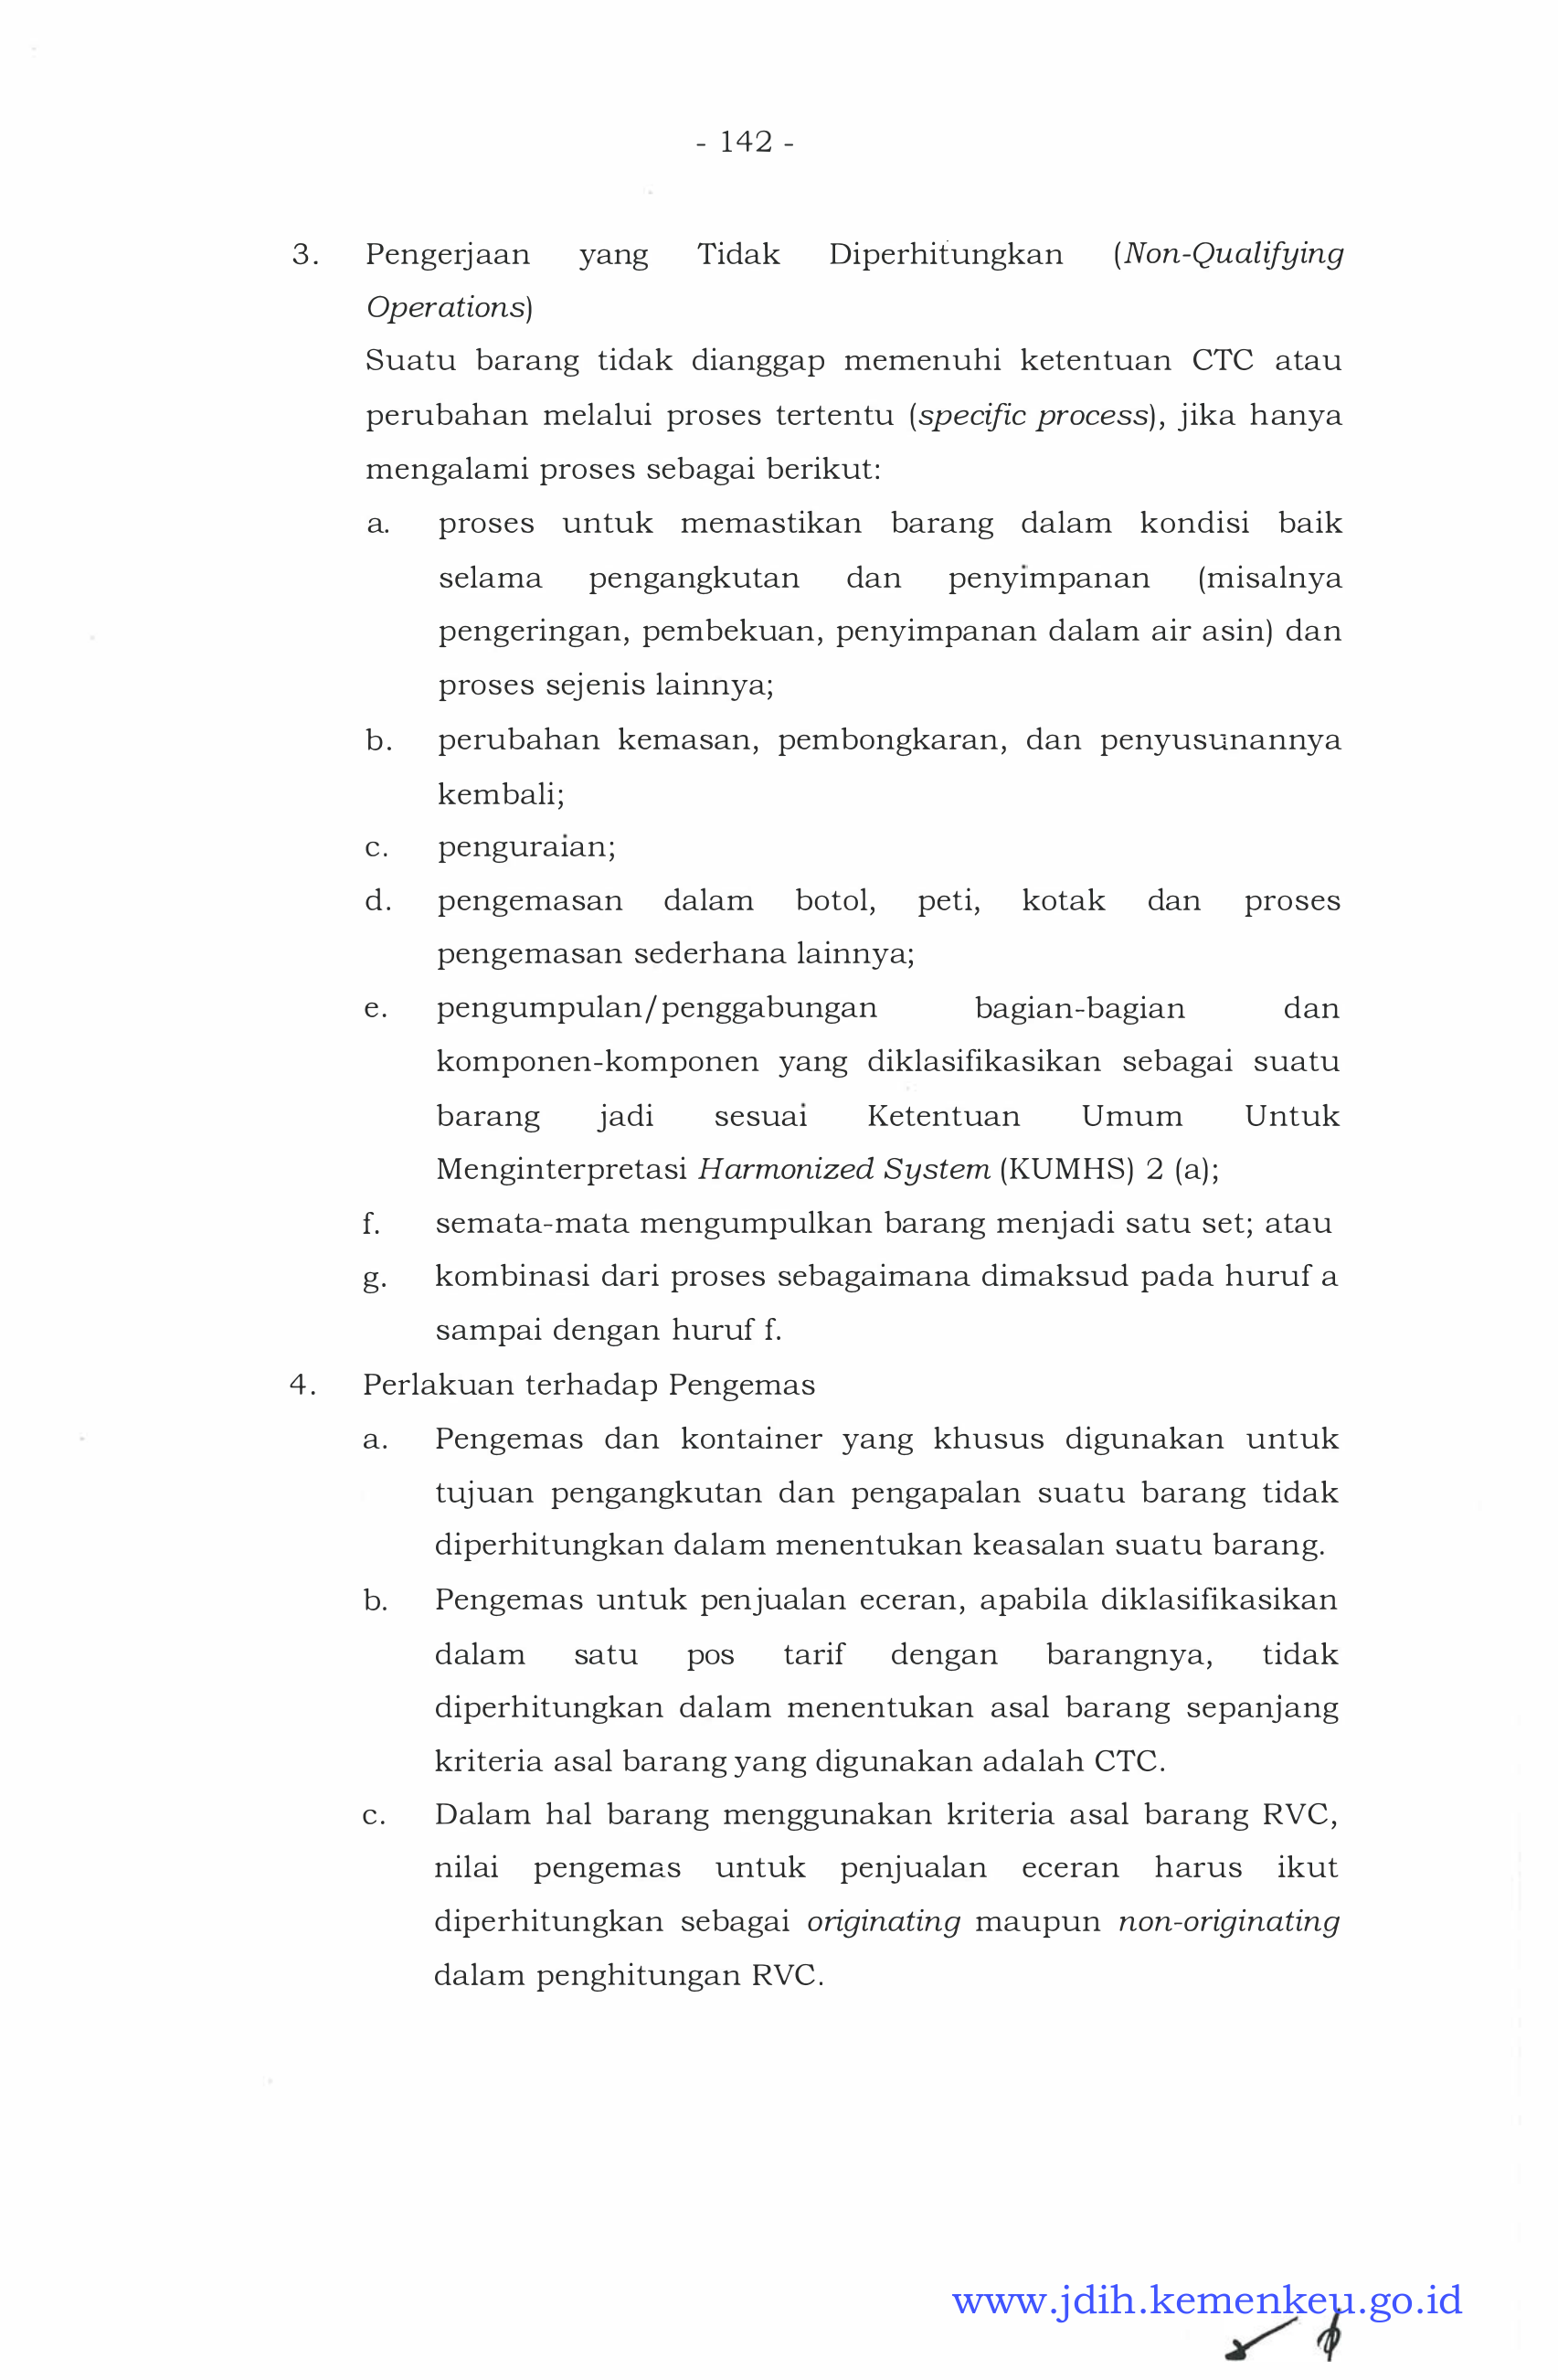 - 142 -
3. Pengerjaan yang Tidak Diperhitungkan (Non-Qualifying
Operations)
Suatu barang tidak dianggap memenuhi ketentuan CTC atau
perubahan melalui proses tertentu (specific process), jika hanya
mengalami proses sebagai berikut:
a. proses untuk memastikan barang dalam kondisi baik
selama pengangkutan dan penyimpanan (misalnya
pengeringan, pembekuan, penyimpanan dalam air asin) dan
proses sejenis lainnya;
b. perubahan kemasan, pembongkaran, dan penyusunannya
kembali;
c. penguraian;
d. pengemasan dalam botol, peti, kotak dan proses
pengemasan sederhana lainnya;
e. pengumpulan/penggabungan bagian-bagian dan
komponen-komponen yang diklasifikasikan sebagai suatu
barang jadi sesuai Ketentuan Umum Untuk
Menginterpretasi Harmonized System (KUMHS) 2 (a);
f. semata-mata mengumpulkan barang menjadi satu set; atau
g. kombinasi dari proses sebagaimana dimaksud pada huruf a
sampai dengan huruf f.
4. Perlakuan terhadap Pengemas
a. Pengemas dan kontainer yang khusus digunakan untuk
tujuan pengangkutan dan pengapalan suatu barang tidak
diperhitungkan dalam menentukan keasalan suatu barang.
b. Pengemas untuk penjualan eceran, apabila diklasifikasikan
dalam satu pos tarif dengan barangnya, tidak
diperhitungkan dalam menentukan asal barang sepanjang
kriteria asal barang yang digunakan adalah CTC.
c. Dalam hal barang menggunakan kriteria asal barang RVC,
nilai pengemas untuk penjualan eceran harus ikut
diperhitungkan sebagai originating maupun non-originating
dalam penghitungan RVC.
www.jdih.kemenkeu.go.id